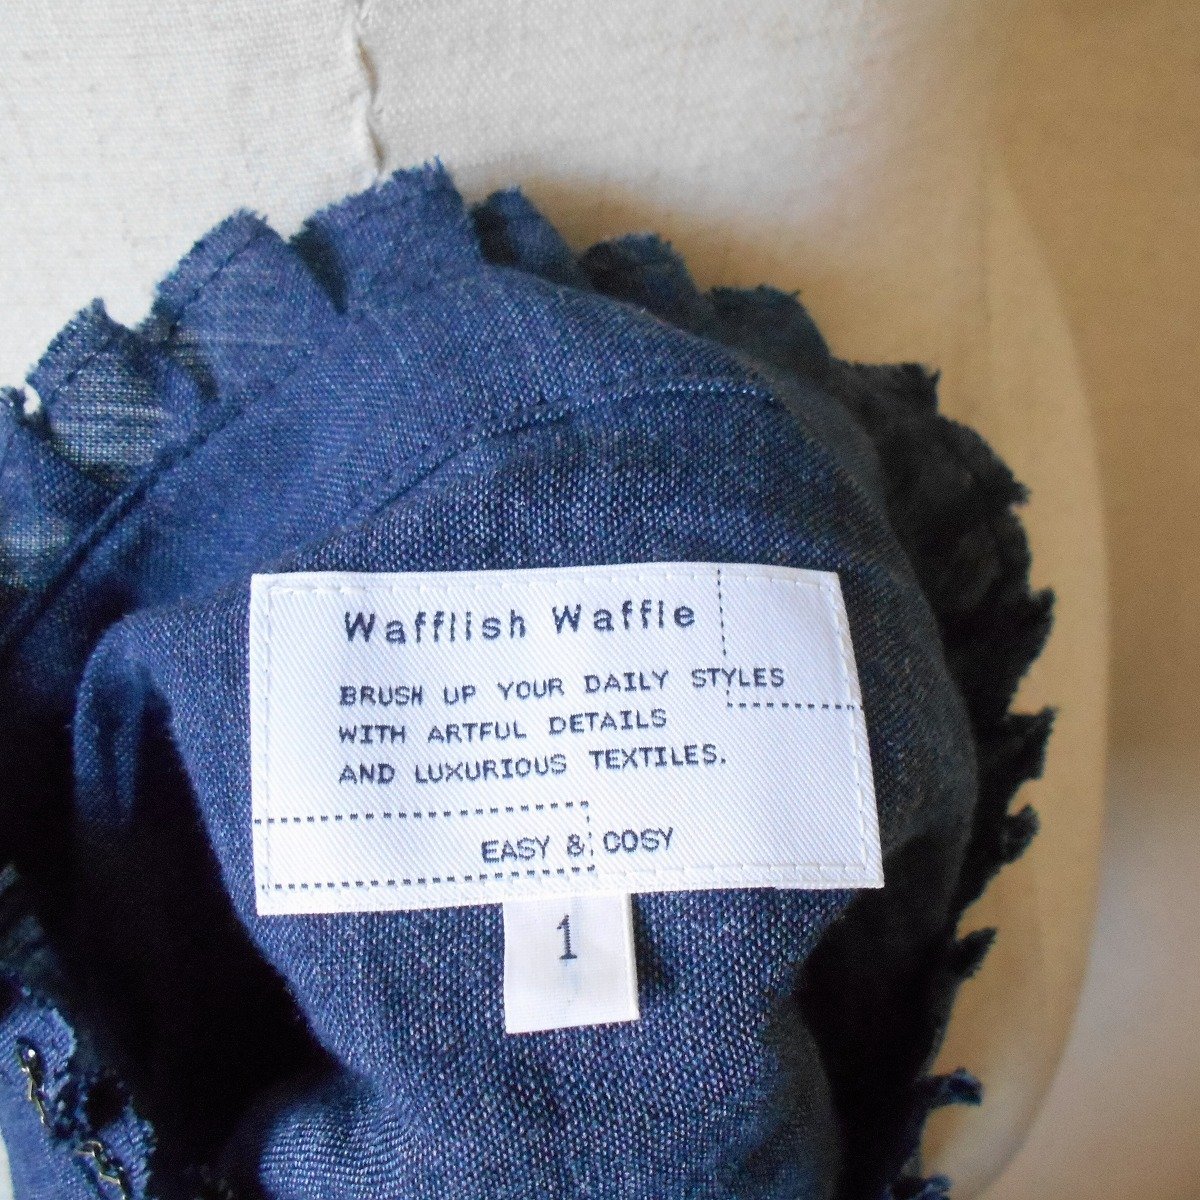 Wafflish Waffle
BRUSH UP YOUR DAILY STYLES
WITH ARTFUL DETAILS
AND LUXURIOUS TEXTILES.
EASY & COSY
1